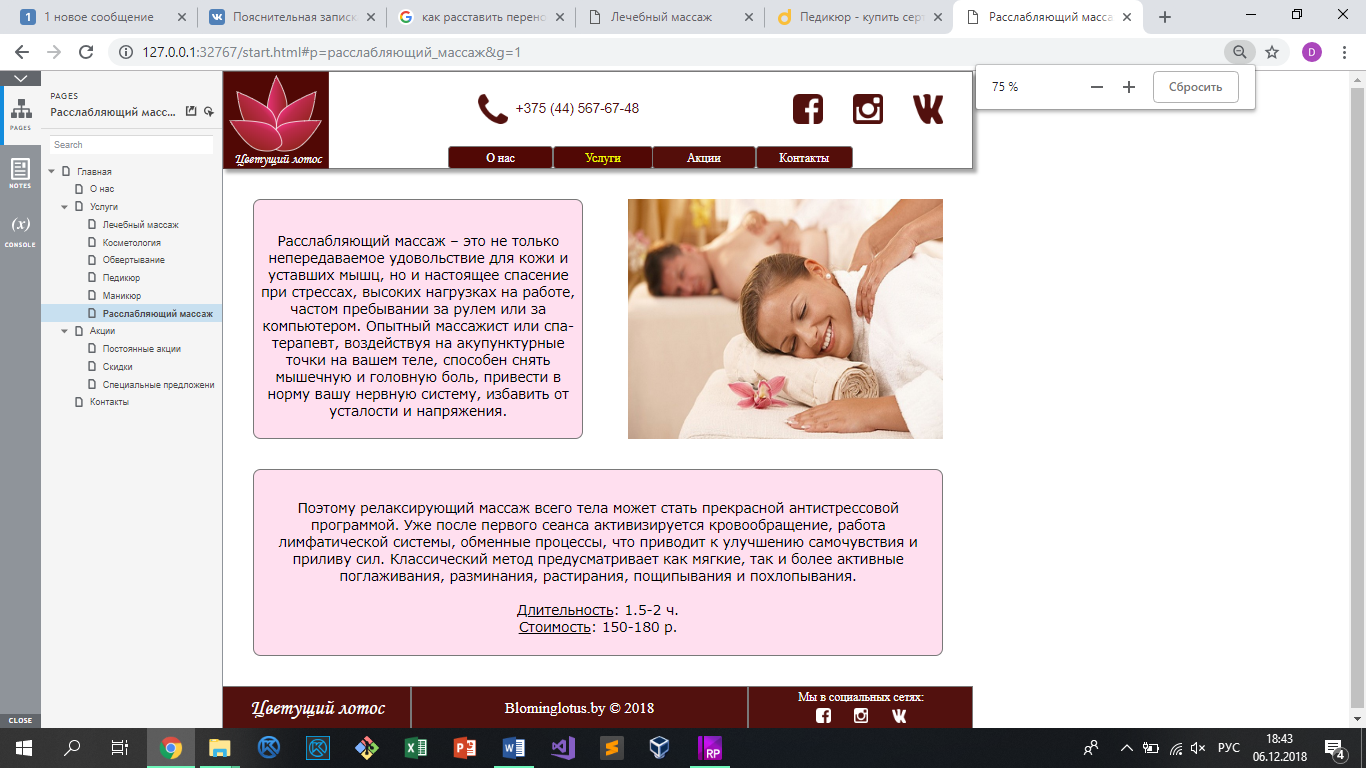 1 новое сообщение
Пояснительная записк
как расставить перенс
Лечебный массаж
Педикюр - купить серт
Расслабляющий масса
127.0.0.1:32767/start.html#p=расслабляющий_массаж&g=1
D
75 %
Сбросить
PAGES
NOTES
(x)
CONSOLE
CLOSE
PAGES
Расслабляющий масс...
Search
Главная
О нас
Услуги
Лечебный массаж
Косметология
Обвертывание
Педикюр
Маникюр
Расслабляющий массаж
Акции
Постоянные акции
Скидки
Специальные предложени
Контакты
Цветущий лотос
+375 (44) 567-67-48
О нас
Услуги
Акции
Контакты
Расслабляющий массаж – это не только
непередаваемое удовольствие для кожи и
уставших мышц, но и настоящее спасение
при стрессах, высоких нагрузках на работе,
частом пребывании за рулем или за
компьютером. Опытный массажист или спа-
терапевт, воздействуя на акупунктурные
точки на вашем теле, способен снять
мышечную и головную боль, привести в
норму вашу нервную систему, избавить от
усталости и напряжения.
Поэтому релаксирующий массаж всего тела может стать прекрасной антистрессовой
программой. Уже после первого сеанса активизируется кровообращение, работа
лимфатической системы, обменные процессы, что приводит к улучшению самочувствия и
приливу сил. Классический метод предусматривает как мягкие, так и более активные
поглаживания, разминания, растирания, пощипывания и похлопывания.
Длительность: 1.5-2 ч.
Стоимость: 150-180 р.
Цветущий лотос
Blominglotus.by © 2018
Мы в социальных сетях:
РУС
18:43
06.12.2018
4